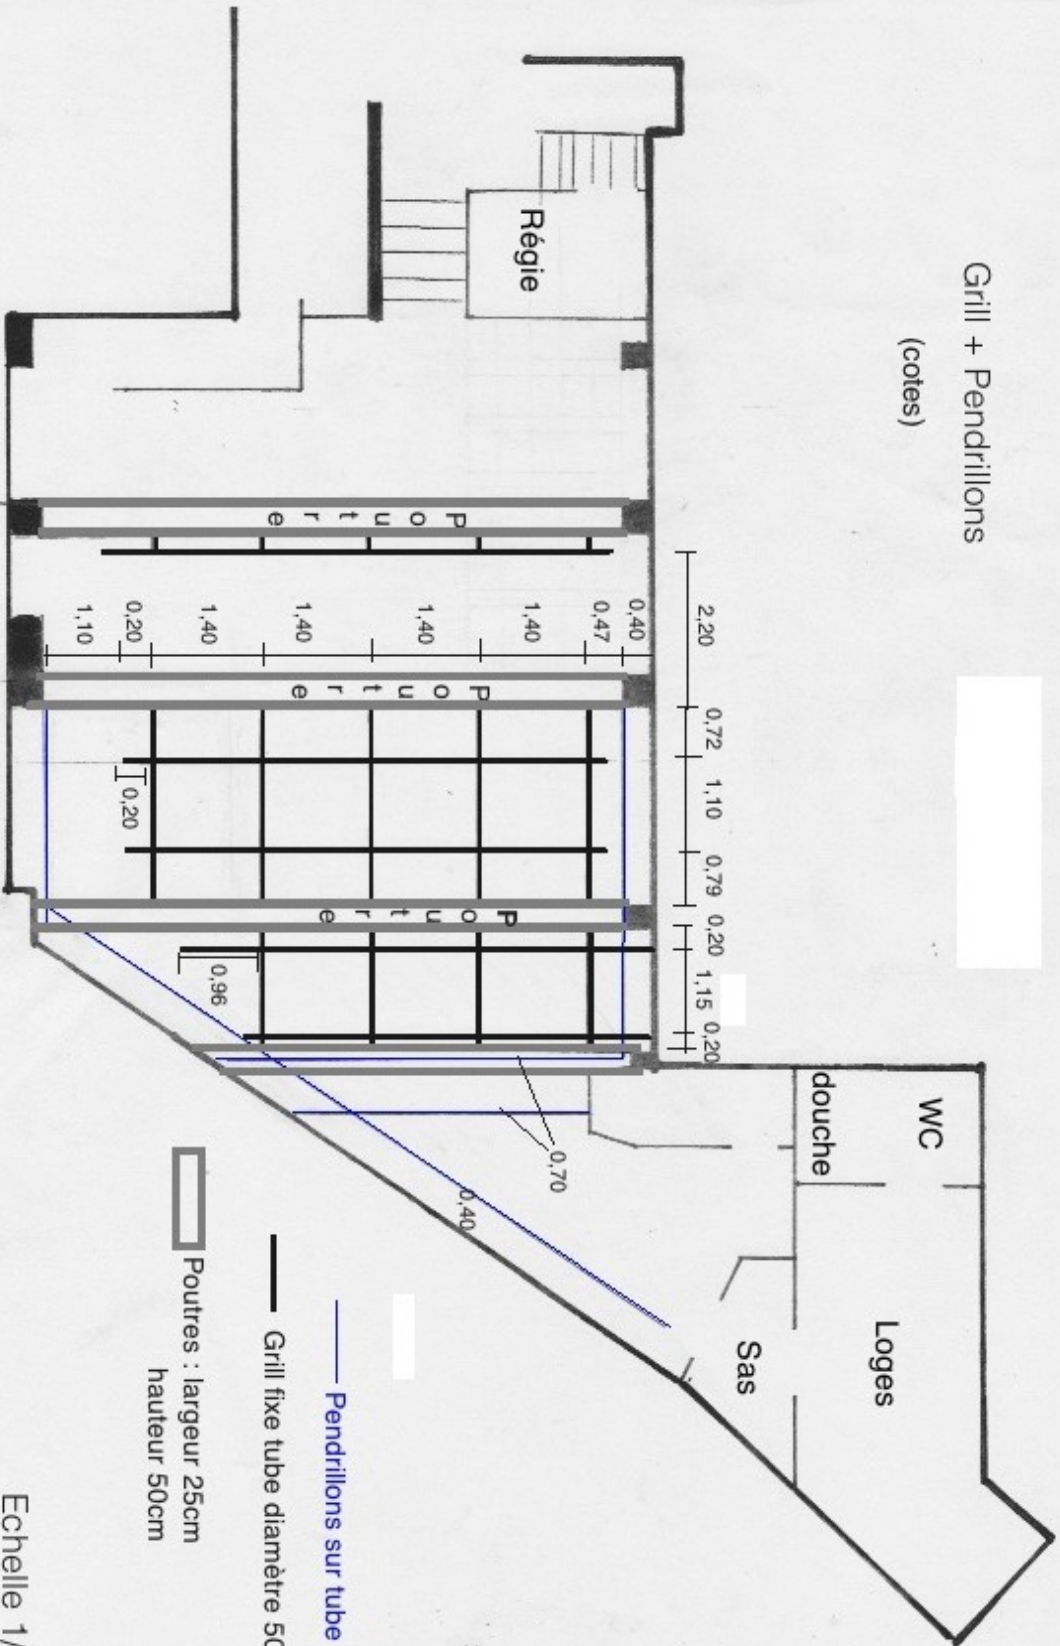 Grill + Pendrillons
(cotes)
Régie
Poutre
Poutre
Poutre
2,20
0,72
1,10
0,79
0,20
1,15
0,20
1,10
0,20
1,40
1,40
1,40
1,40
0,47
0,40
0,20
0,96
0,70
0,40
WC
douche
Loges
Sas
Pendrillons sur tube
Grill fixe tube diamètre 50
Poutres : largeur 25cm
hauteur 50cm
Echelle 1/